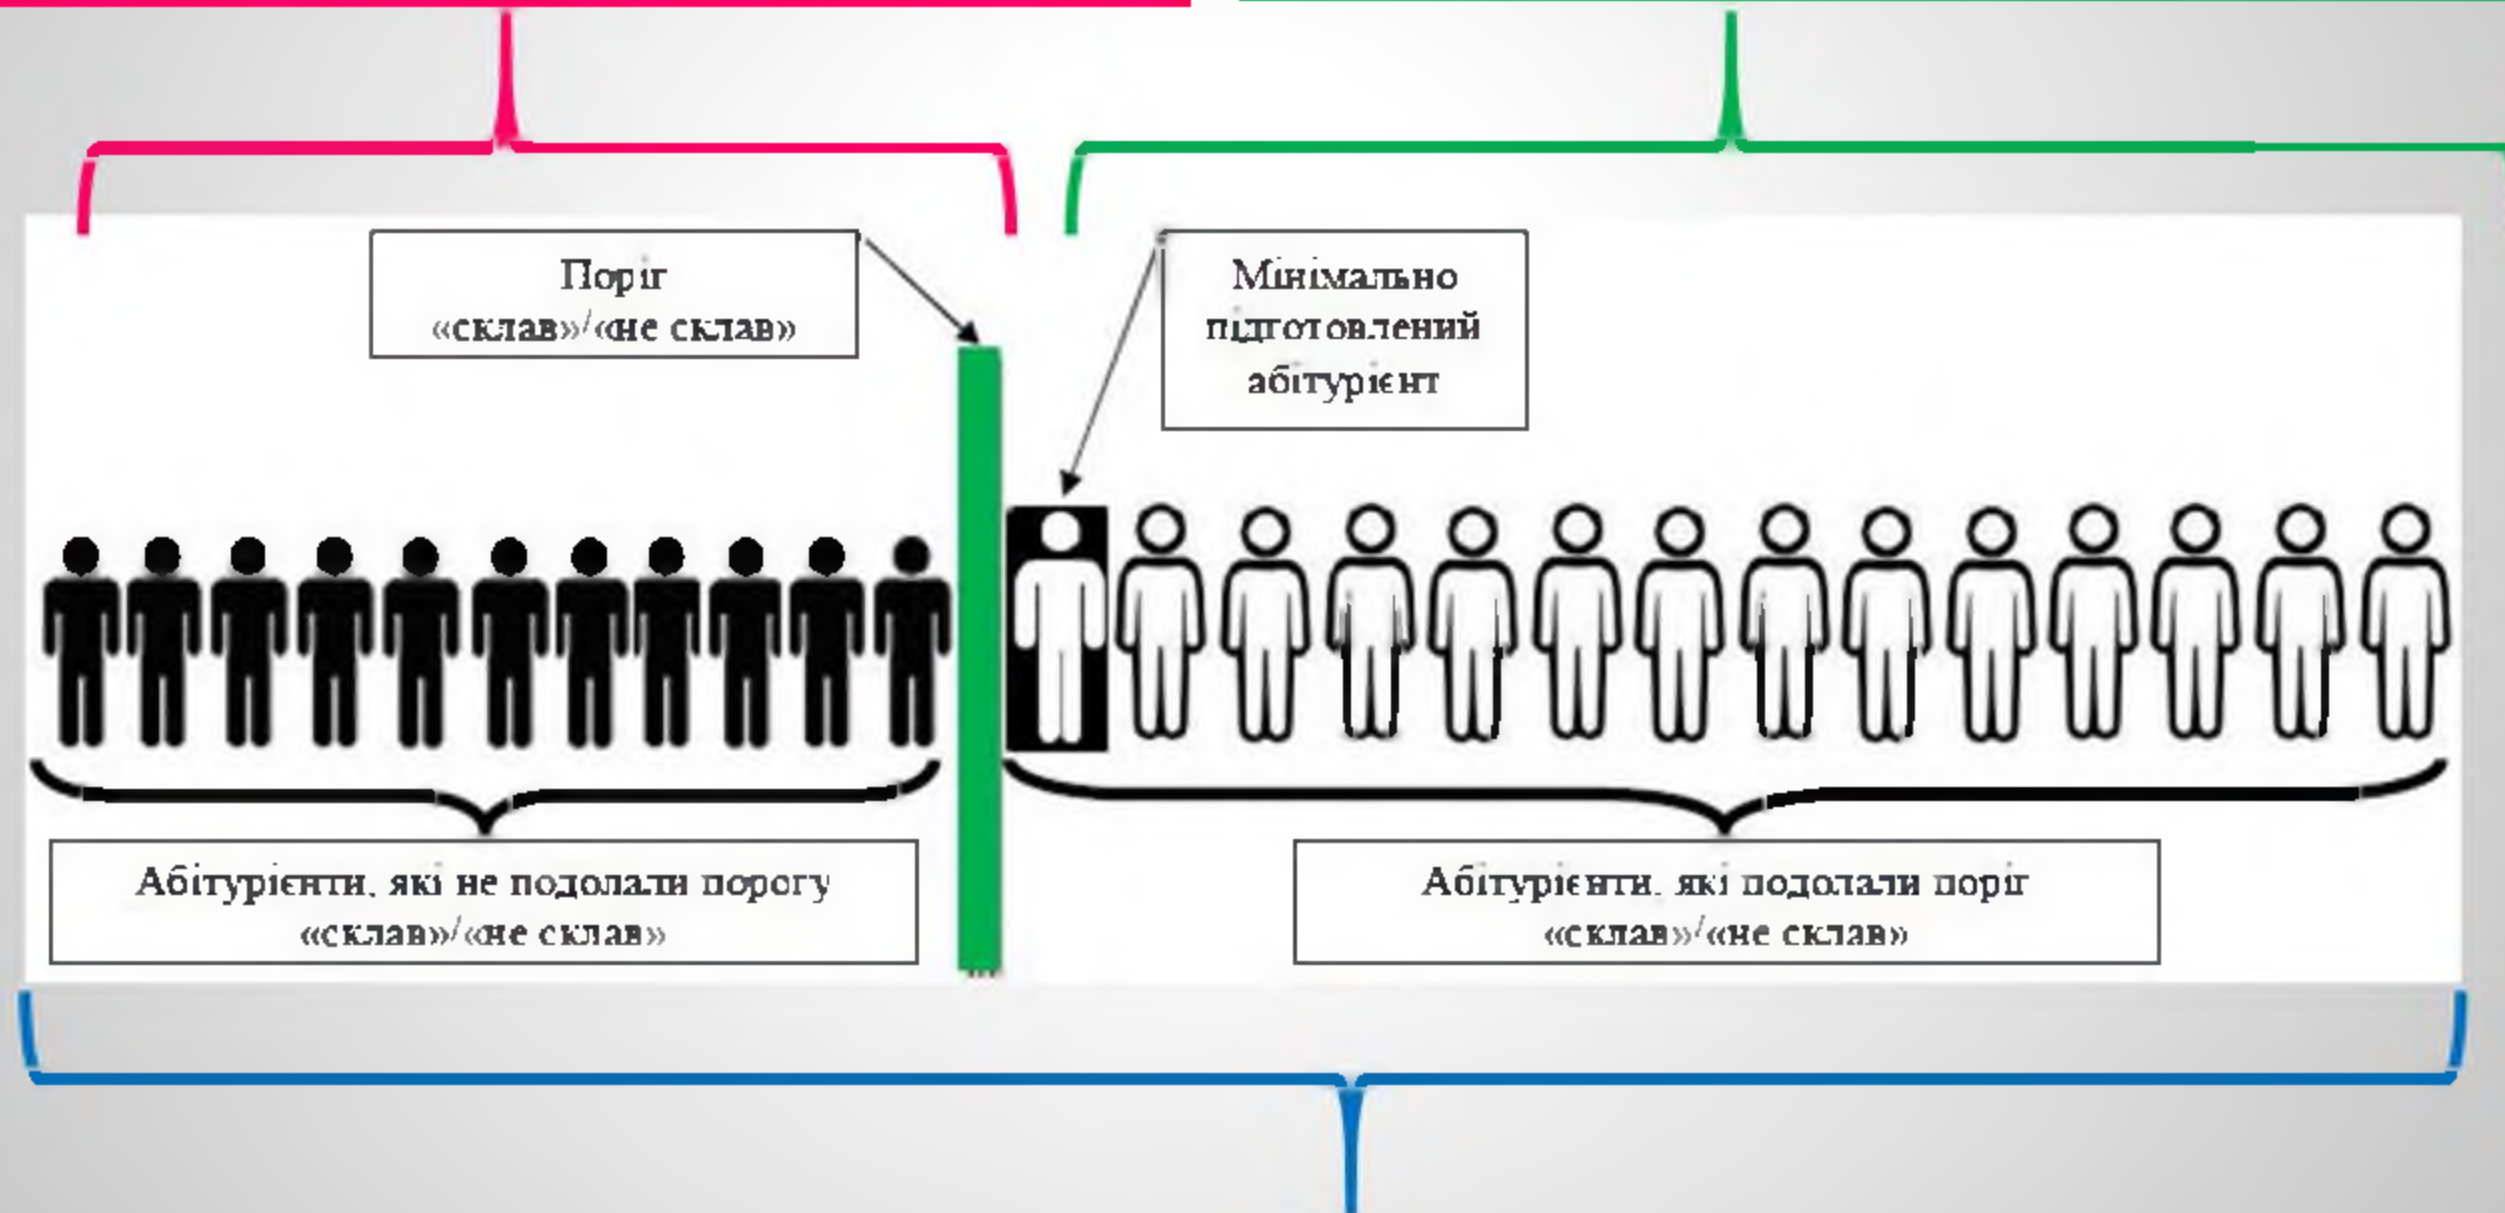 Поріг
«склав»/«не склав»
Мінімально
підготовлений
абітурієнт
Абітурієнти, які не подолали порогу
«склав»/«не склав»
Абітурієнти, які подолали поріг
«склав»/«не склав»